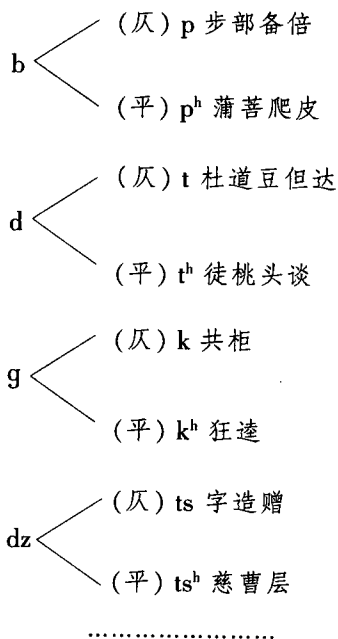 (仄) p 步部备倍
b
(平) pʰ 蒲菩爬皮
(仄) t 杜道豆但达
d
(平) tʰ 徒桃头谈
(仄) k 共柜
g
(平) kʰ 狂逵
(仄) ts 字造赠
dz
(平) tsʰ 慈曹层
……………………